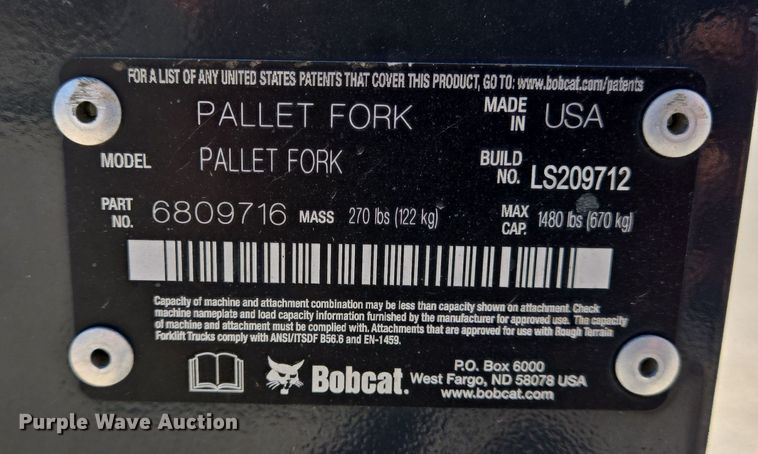 FOR A LIST OF ANY UNITED STATES PATENTS THAT COVER THIS PRODUCT, GO TO: www.bobcat.com/patents
PALLET FORK MADE IN USA
MODEL PALLET FORK BUILD NO. LS209712
PART NO. 6809716 MASS 270 lbs (122 kg) MAX CAP. 1480 lbs (670 kg)
Capacity of machine and attachment combination may be less than capacity shown on attachment. Check
machine nameplate and load capacity information furnished by the manufacturer for approved use. The capacity
of machine and attachment must be complied with. Attachments that are approved for use with Rough Terrain
Forklift Trucks comply with ANSI/ITSDF B56.6 and EN-1459.
Bobcat.
P.O. Box 6000
West Fargo, ND 58078 USA
www.bobcat.com
Purple Wave Auction